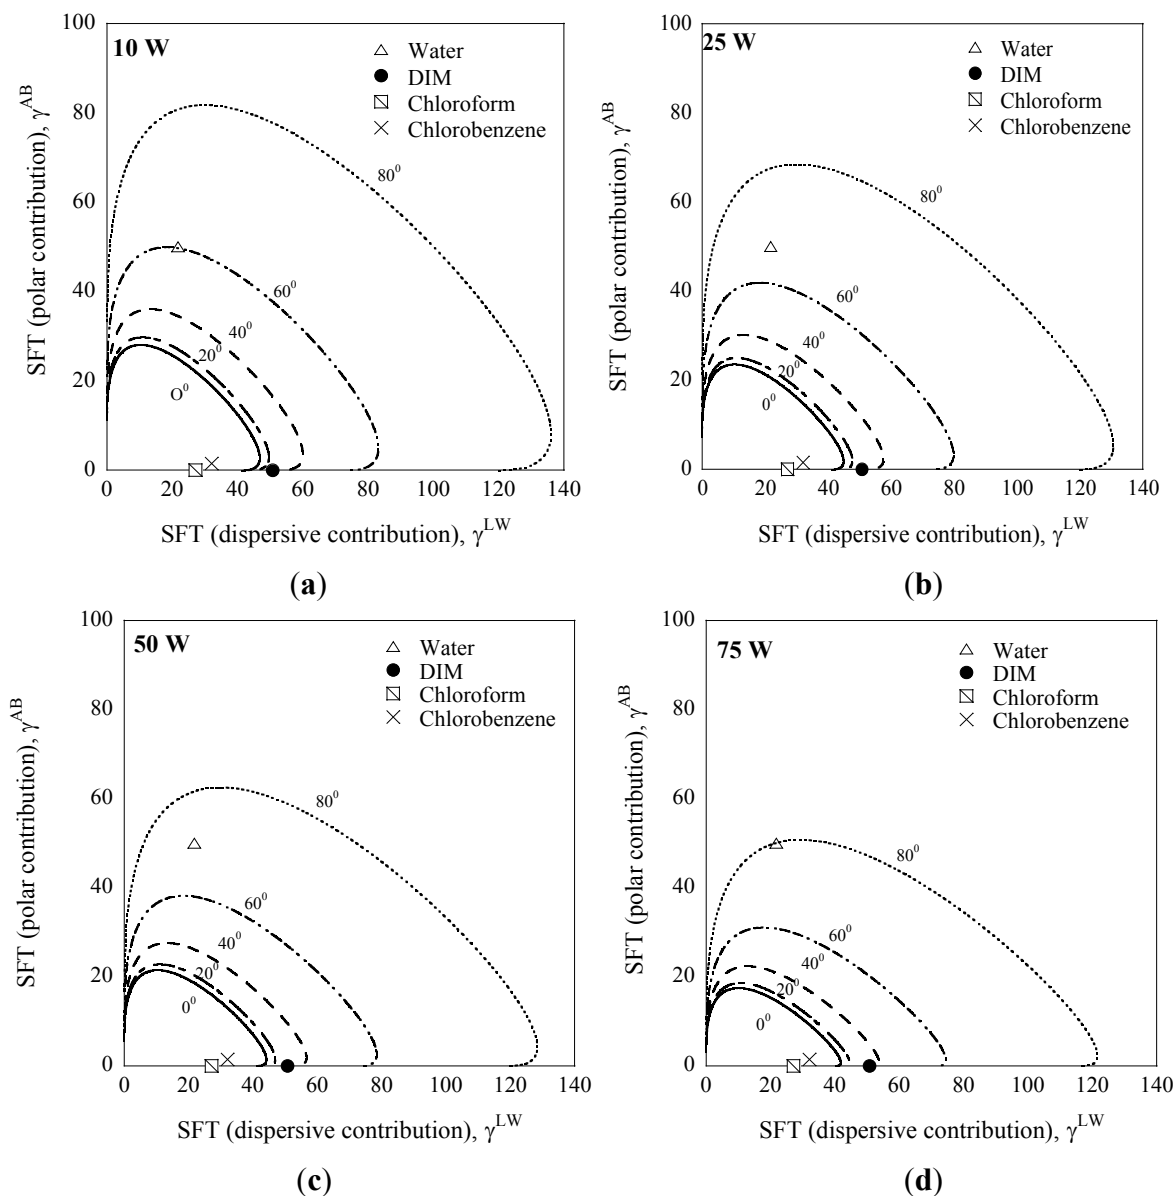 10 W
Water
DIM
Chloroform
Chlorobenzene
SFT (polar contribution), γ^AB
100
80
60
40
20
0
80⁰
60⁰
40⁰
20⁰
O⁰
0 20 40 60 80 100 120 140
SFT (dispersive contribution), γ^LW
(a)
25 W
Water
DIM
Chloroform
Chlorobenzene
SFT (polar contribution), γ^AB
100
80
60
40
20
0
80⁰
60⁰
40⁰
20⁰
0⁰
0 20 40 60 80 100 120 140
SFT (dispersive contribution), γ^LW
(b)
50 W
Water
DIM
Chloroform
Chlorobenzene
SFT (polar contribution), γ^AB
100
80
60
40
20
0
80⁰
60⁰
40⁰
20⁰
0⁰
0 20 40 60 80 100 120 140
SFT (dispersive contribution), γ^LW
(c)
75 W
Water
DIM
Chloroform
Chlorobenzene
SFT (polar contribution), γ^AB
100
80
60
40
20
0
80⁰
60⁰
40⁰
20⁰
0⁰
0 20 40 60 80 100 120 140
SFT (dispersive contribution), γ^LW
(d)